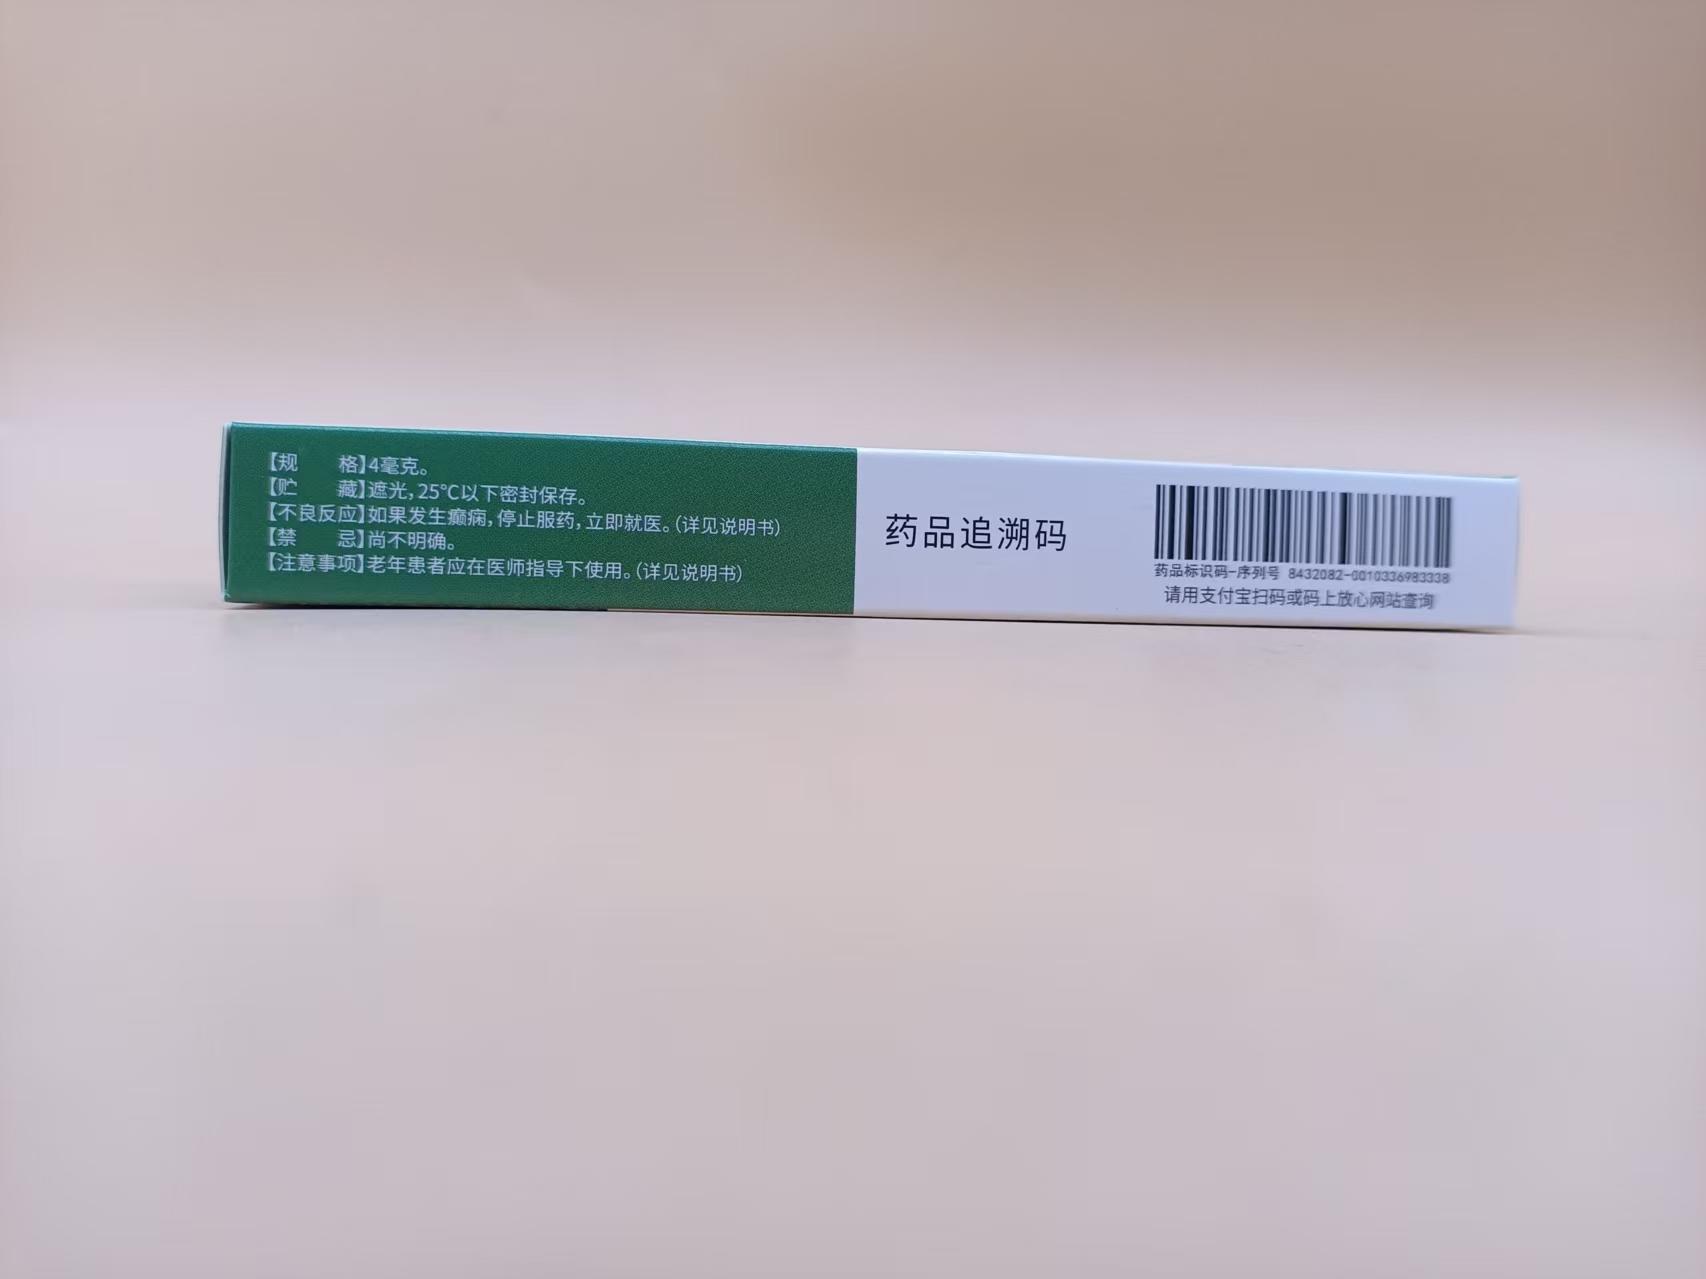 【规　　格】4毫克。
【贮　　藏】遮光，25℃以下密封保存。
【不良反应】如果发生癫痫，停止服药，立即就医。（详见说明书）
【禁　　忌】尚不明确。
【注意事项】老年患者应在医师指导下使用。（详见说明书）
药品追溯码
药品标识码-序列号 8432082-0010336983338
请用支付宝扫码或码上放心网站查询